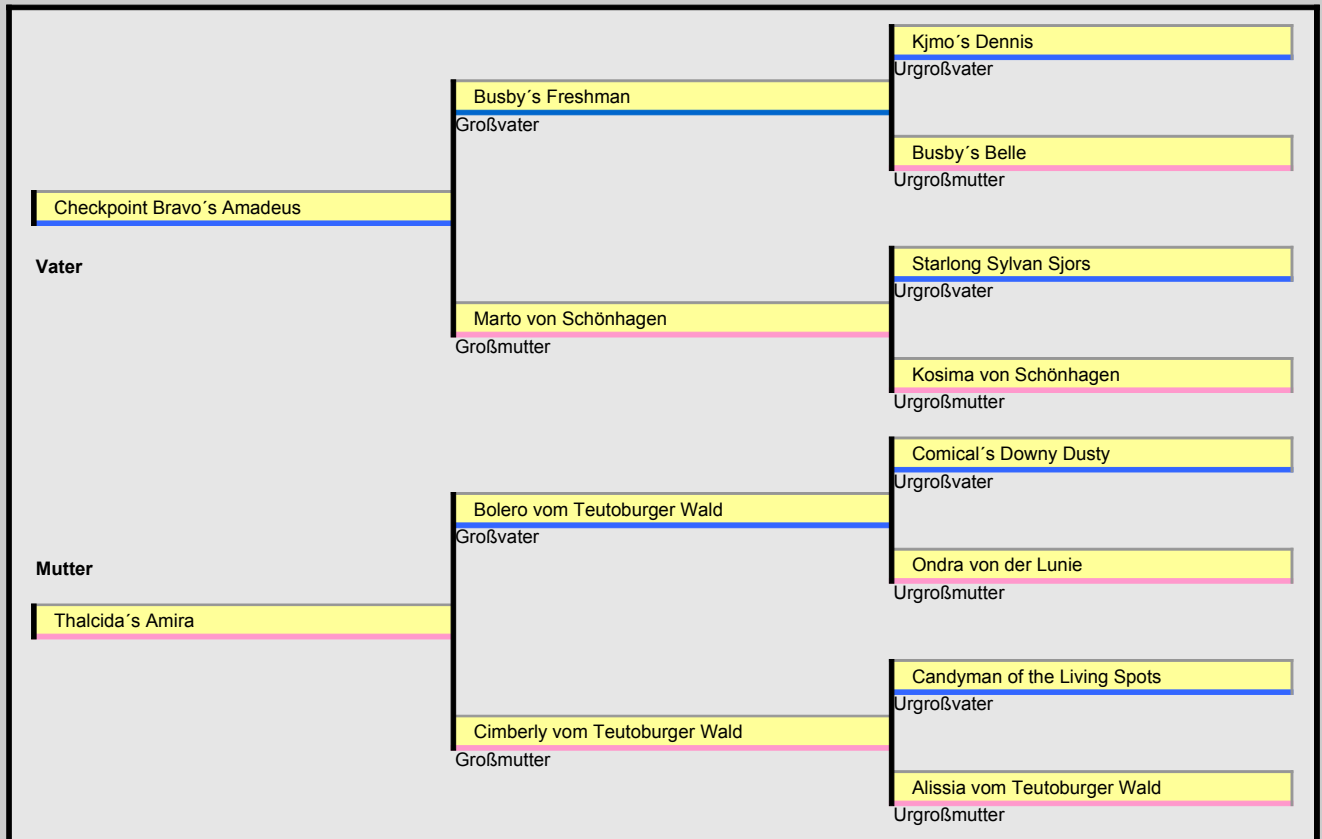 Kjmo´s Dennis
Urgroßvater
Busby´s Freshman
Großvater
Busby´s Belle
Urgroßmutter
Checkpoint Bravo´s Amadeus
Vater
Starlong Sylvan Sjors
Urgroßvater
Marto von Schönhagen
Großmutter
Kosima von Schönhagen
Urgroßmutter
Comical´s Downy Dusty
Urgroßvater
Bolero vom Teutoburger Wald
Großvater
Mutter
Ondra von der Lunie
Urgroßmutter
Thalcida´s Amira
Candyman of the Living Spots
Urgroßvater
Cimberly vom Teutoburger Wald
Großmutter
Alissia vom Teutoburger Wald
Urgroßmutter